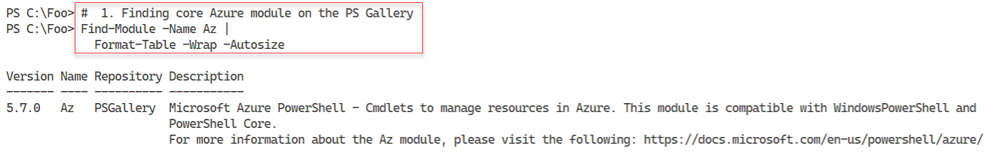 PS C:\Foo> #  1. Finding core Azure module on the PS Gallery
PS C:\Foo> Find-Module -Name Az |
  Format-Table -Wrap -Autosize
Version Name Repository Description
------- ---- ---------- -----------
5.7.0   Az   PSGallery  Microsoft Azure PowerShell - Cmdlets to manage resources in Azure. This module is compatible with WindowsPowerShell and
PowerShell Core.
For more information about the Az module, please visit the following: https://docs.microsoft.com/en-us/powershell/azure/